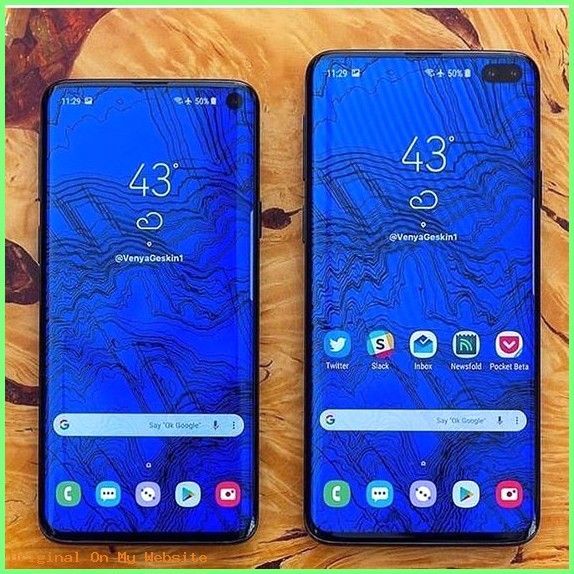 11:29 50%
43°
@VenyaGeskin1
G Say "Ok Google"
11:29 50%
43°
@VenyaGeskin1
Twitter Slack Inbox Newsfold Pocket Beta
G Say "Ok Google"
riginal On My Website